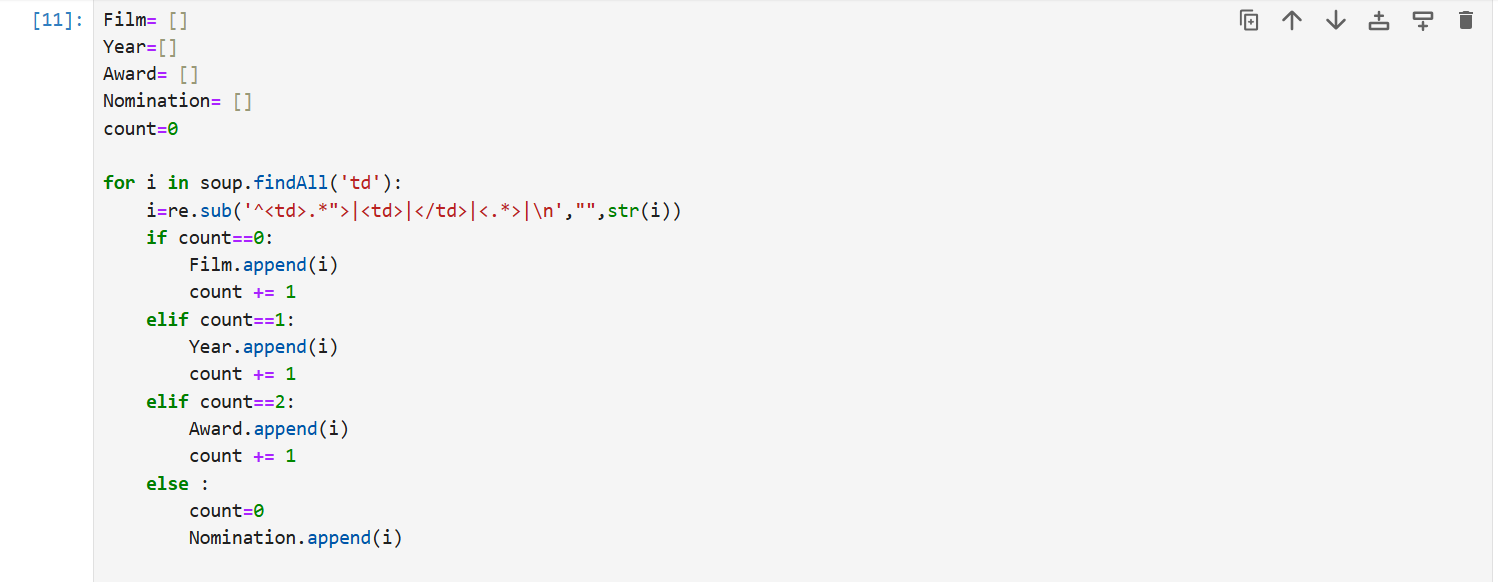 [11]: Film= []
Year=[]
Award= []
Nomination= []
count=0
for i in soup.findAll('td'):
    i=re.sub('^<td>.*">|<td>|</td>|<.*>|\n',"",str(i))
    if count==0:
        Film.append(i)
        count += 1
    elif count==1:
        Year.append(i)
        count += 1
    elif count==2:
        Award.append(i)
        count += 1
    else :
        count=0
        Nomination.append(i)